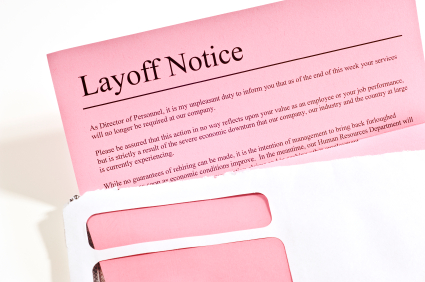 Layoff Notice
As Director of Personnel, it is my unpleasant duty to inform you that as of the end of this week your services
will no longer be required at our company.
Please be assured that this action in no way reflects upon your value as an employee or your job performance,
but is strictly a result of the severe economic downturn that our company, our industry and the country at large
is currently experiencing.
While no guarantees of rehiring can be made, it is the intention of management to bring back furloughed
soon as economic conditions improve. In the meantime, our Human Resources Department will